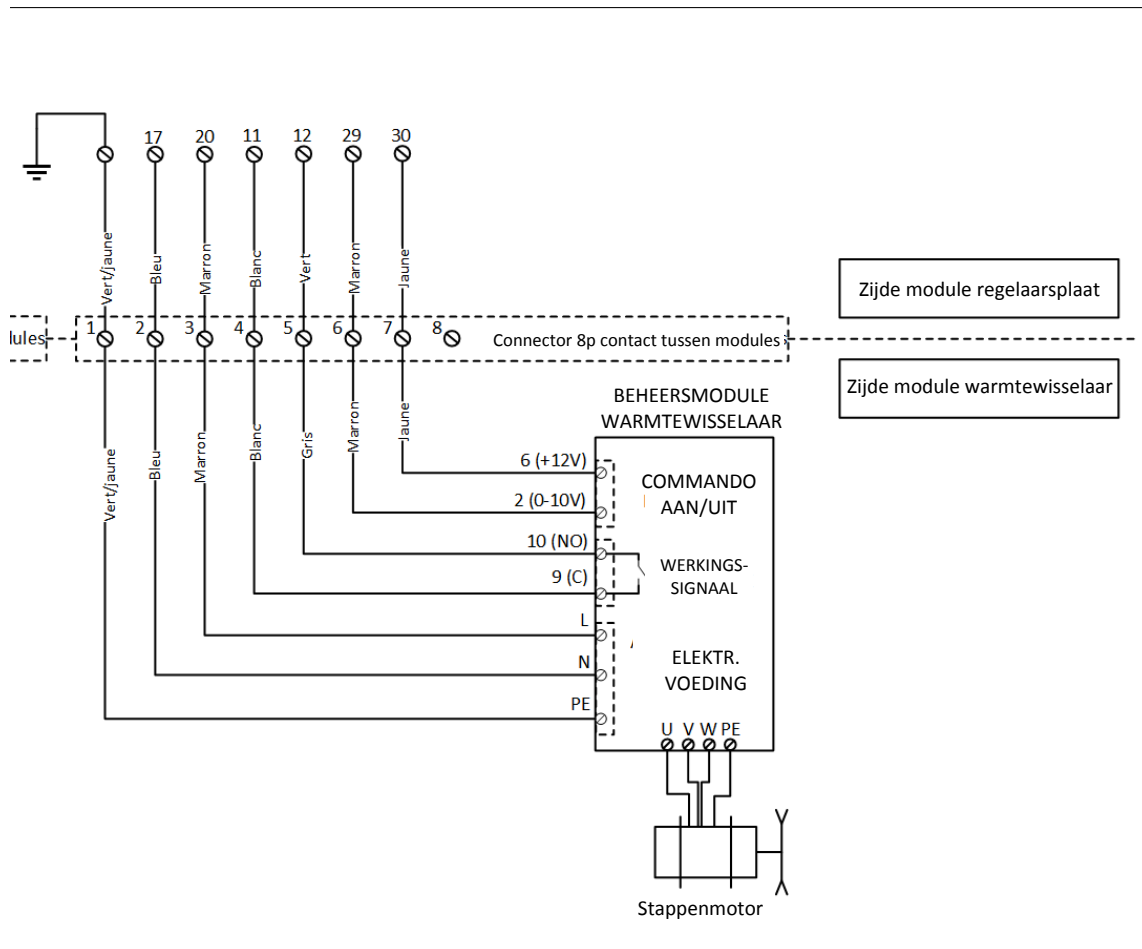 17 20 11 12 29 30
Vert/jaune Bleu Marron Blanc Vert Marron Jaune
Zijde module regelaarsplaat
1 2 3 4 5 6 7 8
Connector 8p contact tussen modules
Zijde module warmtewisselaar
Vert/jaune Bleu Marron Blanc Gris Marron Jaune
BEHEERSMODULE
WARMTEWISSELAAR
6 (+12V)
COMMANDO
AAN/UIT
2 (0-10V)
10 (NO)
WERKINGS-
SIGNAAL
9 (C)
L
N
ELEKTR.
VOEDING
PE
U V W PE
Stappenmotor